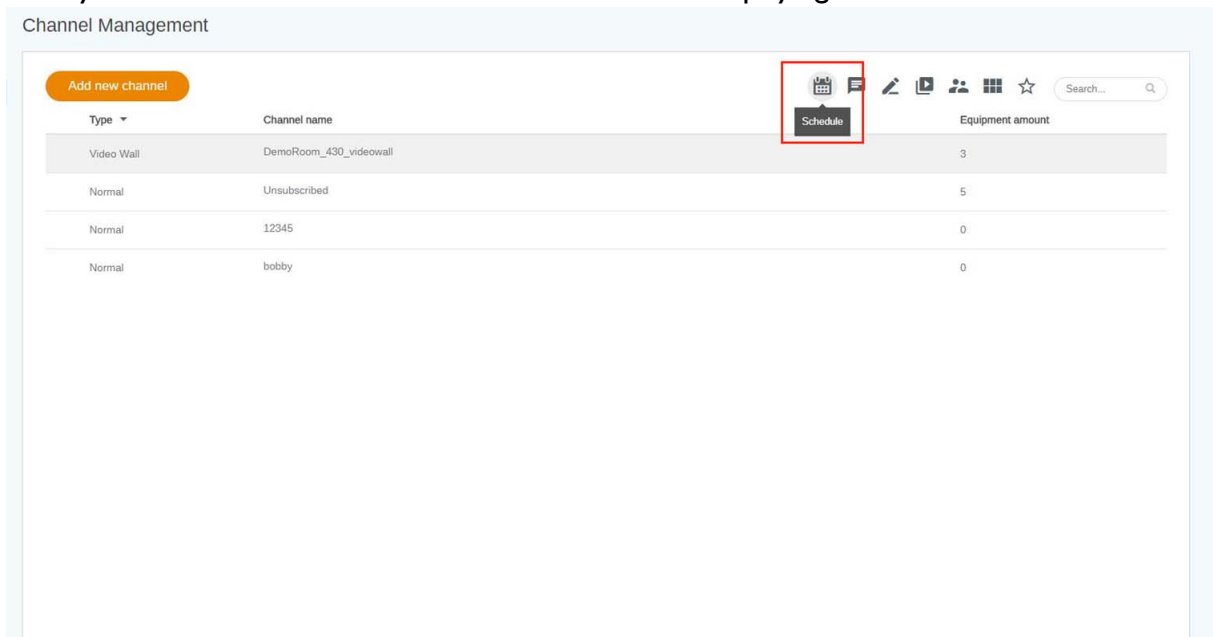 Channel Management
Add new channel
Search...
Schedule
Type Channel name Equipment amount
Video Wall DemoRoom_430_videowall 3
Normal Unsubscribed 5
Normal 12345 0
Normal bobby 0